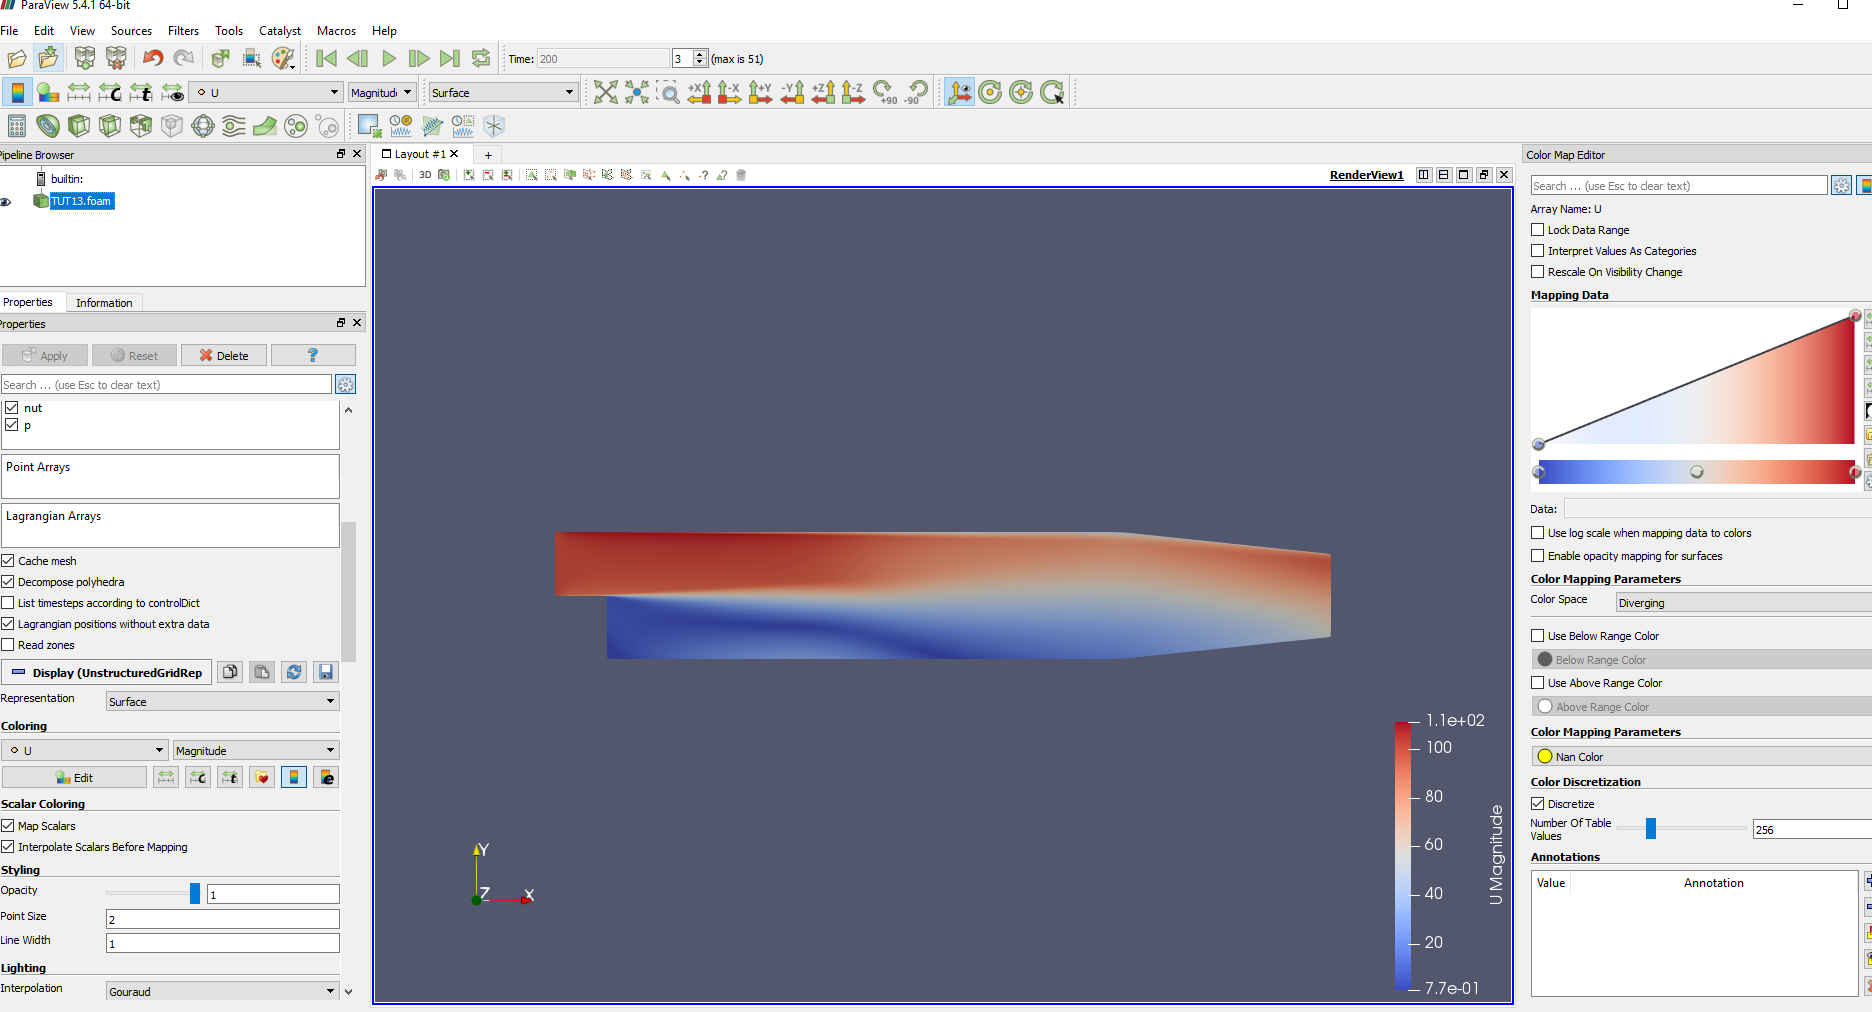 ParaView 5.4.1 64-bit
File Edit View Sources Filters Tools Catalyst Macros Help
Time: 200 3 (max is 51)
U Magnitude Surface
+X -X +Y -Y +Z -Z +90 -90
Pipeline Browser
builtin:
TUT13.foam
Properties Information
Properties
Apply Reset Delete ?
Search ... (use Esc to clear text)
nut
p
Point Arrays
Lagrangian Arrays
Cache mesh
Decompose polyhedra
List timesteps according to controlDict
Lagrangian positions without extra data
Read zones
Display (UnstructuredGridRep
Representation Surface
Coloring
U Magnitude
Edit
Scalar Coloring
Map Scalars
Interpolate Scalars Before Mapping
Styling
Opacity 1
Point Size 2
Line Width 1
Lighting
Interpolation Gouraud
Layout #1 +
3D RenderView1
1.1e+02
100
80
60
40
20
7.7e-01
U Magnitude
Y
Z X
Color Map Editor
Search ... (use Esc to clear text)
Array Name: U
Lock Data Range
Interpret Values As Categories
Rescale On Visibility Change
Mapping Data
Data:
Use log scale when mapping data to colors
Enable opacity mapping for surfaces
Color Mapping Parameters
Color Space Diverging
Use Below Range Color
Below Range Color
Use Above Range Color
Above Range Color
Color Mapping Parameters
Nan Color
Color Discretization
Discretize
Number Of Table
Values 256
Annotations
Value Annotation